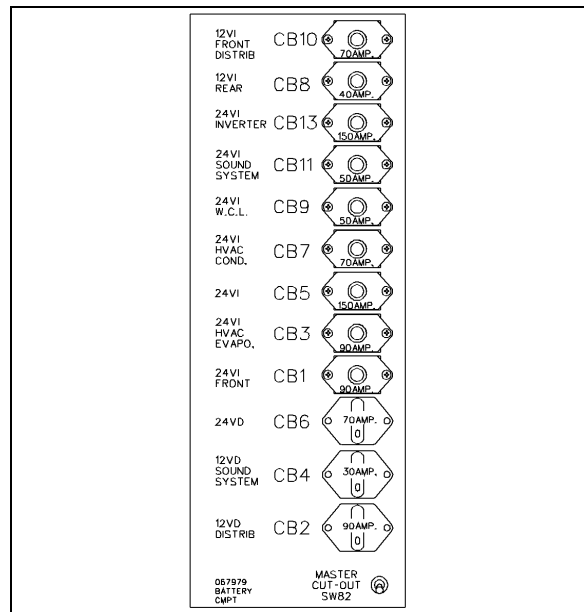 12VI
FRONT
DISTRIB
CB10
70AMP.
12VI
REAR
CB8
40AMP.
24VI
INVERTER
CB13
150AMP.
24VI
SOUND
SYSTEM
CB11
50AMP.
24VI
W.C.L.
CB9
50AMP.
24VI
HVAC
COND.
CB7
70AMP.
24VI
CB5
150AMP.
24VI
HVAC
EVAPO.
CB3
90AMP.
24VI
FRONT
CB1
90AMP.
24VD
CB6
70AMP.
12VD
SOUND
SYSTEM
CB4
30AMP.
12VD
DISTRIB
CB2
90AMP.
067979
BATTERY
CMPT
MASTER
CUT-OUT
SW82